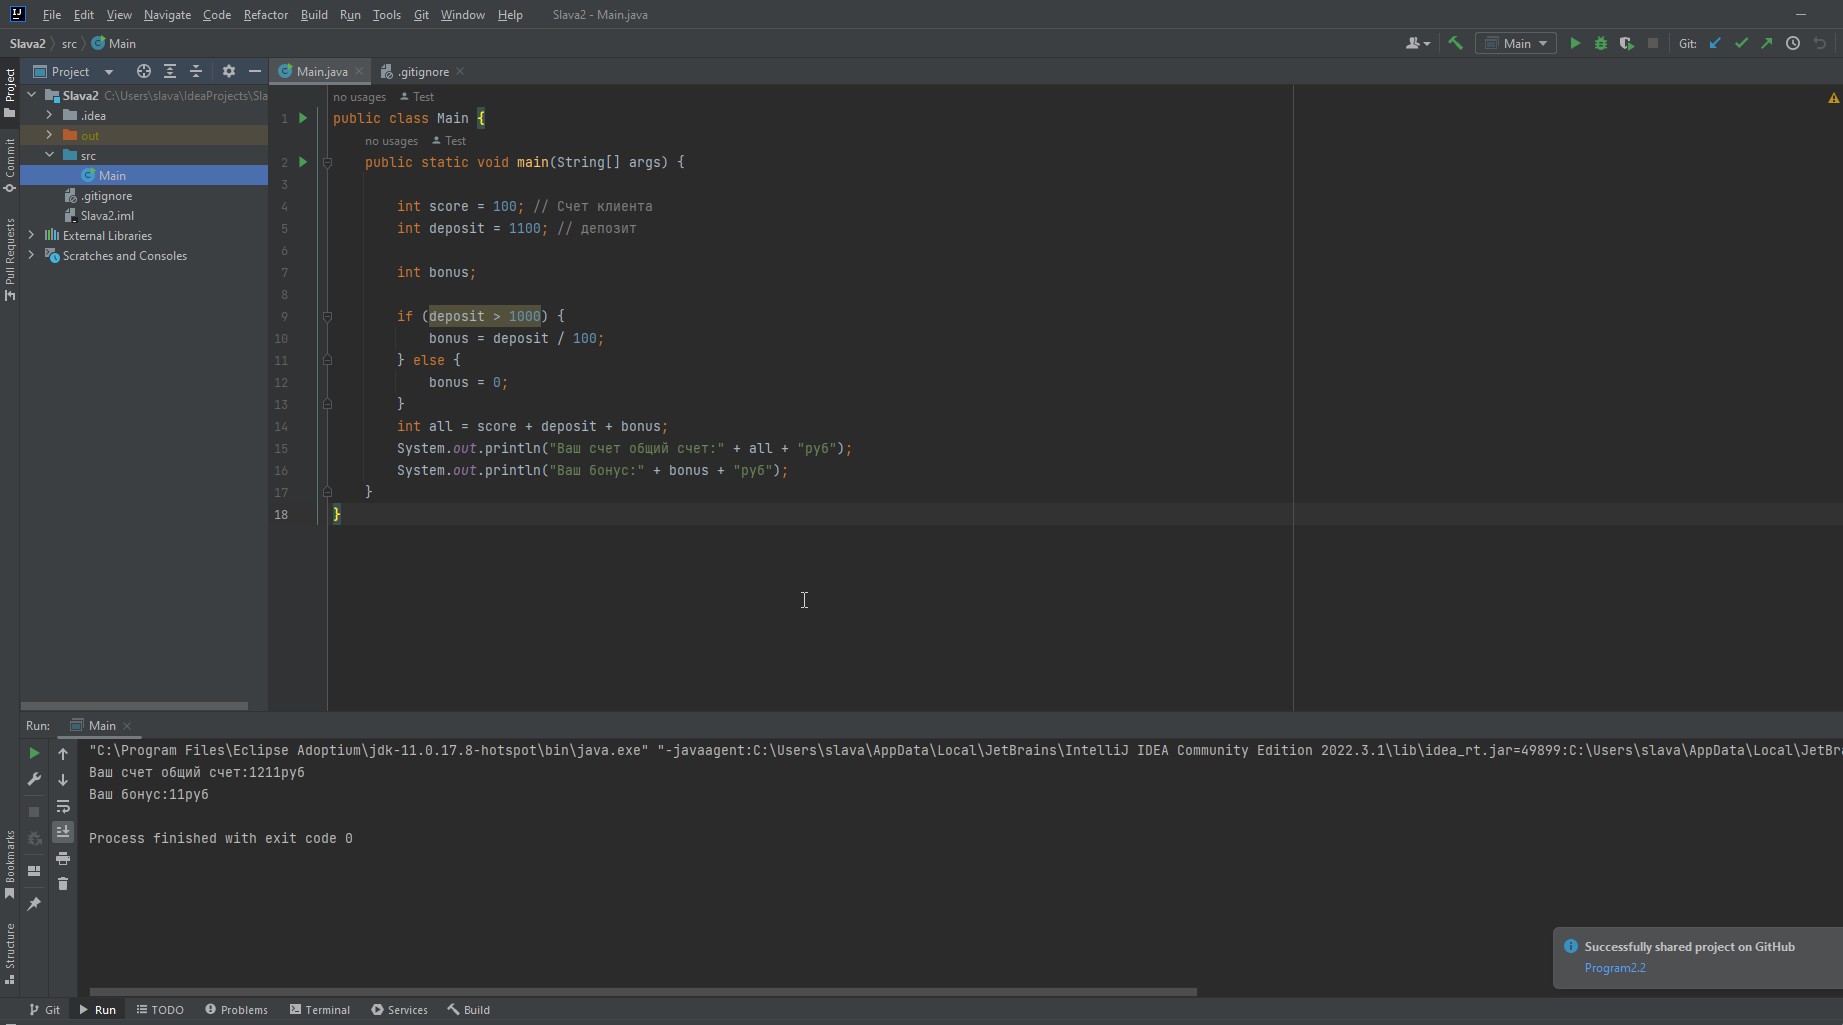 File Edit View Navigate Code Refactor Build Run Tools Git Window Help Slava2 - Main.java
Slava2 src Main
Main Git:
Project
Main.java .gitignore
Project
Commit
Pull Requests
Bookmarks
Structure
Slava2 C:\Users\slava\IdeaProjects\Sla
.idea
out
src
Main
.gitignore
Slava2.iml
External Libraries
Scratches and Consoles
no usages Test
1 public class Main {
no usages Test
2 public static void main(String[] args) {
3
4 int score = 100; // Счет клиента
5 int deposit = 1100; // депозит
6
7 int bonus;
8
9 if (deposit > 1000) {
10 bonus = deposit / 100;
11 } else {
12 bonus = 0;
13 }
14 int all = score + deposit + bonus;
15 System.out.println("Ваш счет общий счет:" + all + "руб");
16 System.out.println("Ваш бонус:" + bonus + "руб");
17 }
18 }
Run: Main
"C:\Program Files\Eclipse Adoptium\jdk-11.0.17.8-hotspot\bin\java.exe" "-javaagent:C:\Users\slava\AppData\Local\JetBrains\IntelliJ IDEA Community Edition 2022.3.1\lib\idea_rt.jar=49899:C:\Users\slava\AppData\Local\JetBra
Ваш счет общий счет:1211руб
Ваш бонус:11руб
Process finished with exit code 0
Successfully shared project on GitHub
Program2.2
Git Run TODO Problems Terminal Services Build